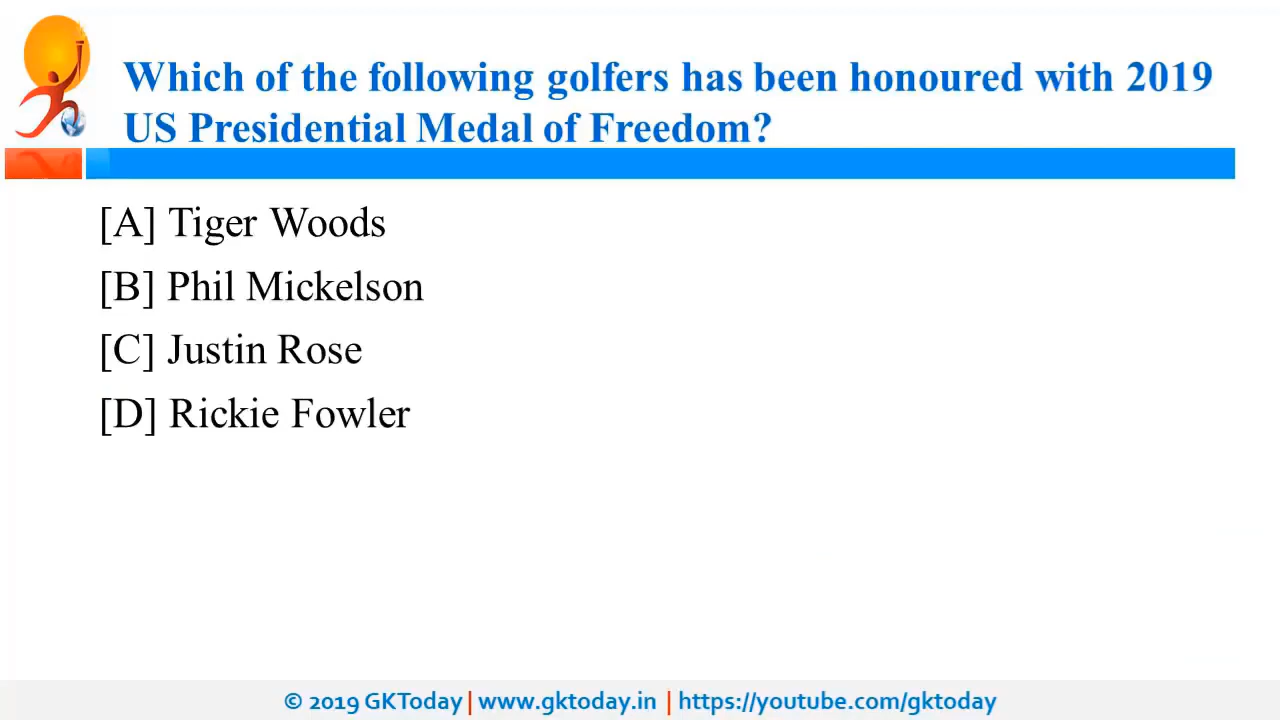 Which of the following golfers has been honoured with 2019
US Presidential Medal of Freedom?
[A] Tiger Woods
[B] Phil Mickelson
[C] Justin Rose
[D] Rickie Fowler
© 2019 GKToday | www.gktoday.in | https://youtube.com/gktoday